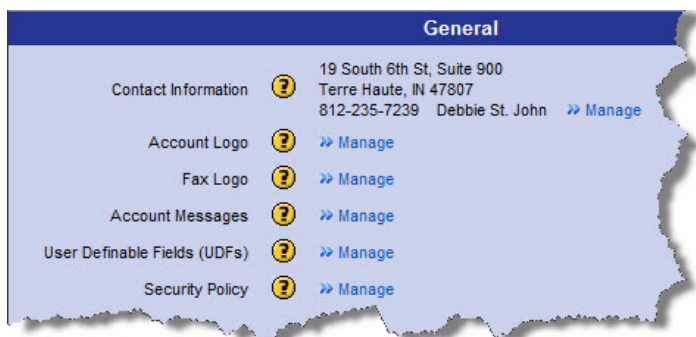 General
Contact Information ? 19 South 6th St, Suite 900
Terre Haute, IN 47807
812-235-7239 Debbie St. John » Manage
Account Logo ? » Manage
Fax Logo ? » Manage
Account Messages ? » Manage
User Definable Fields (UDFs) ? » Manage
Security Policy ? » Manage